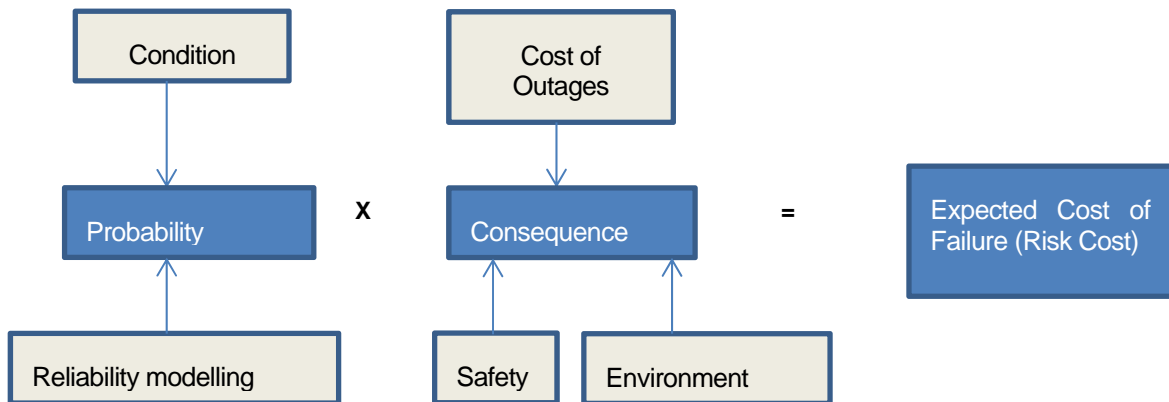 Condition
Cost of
Outages
Probability
X
Consequence
=
Expected Cost of
Failure (Risk Cost)
Reliability modelling
Safety
Environment